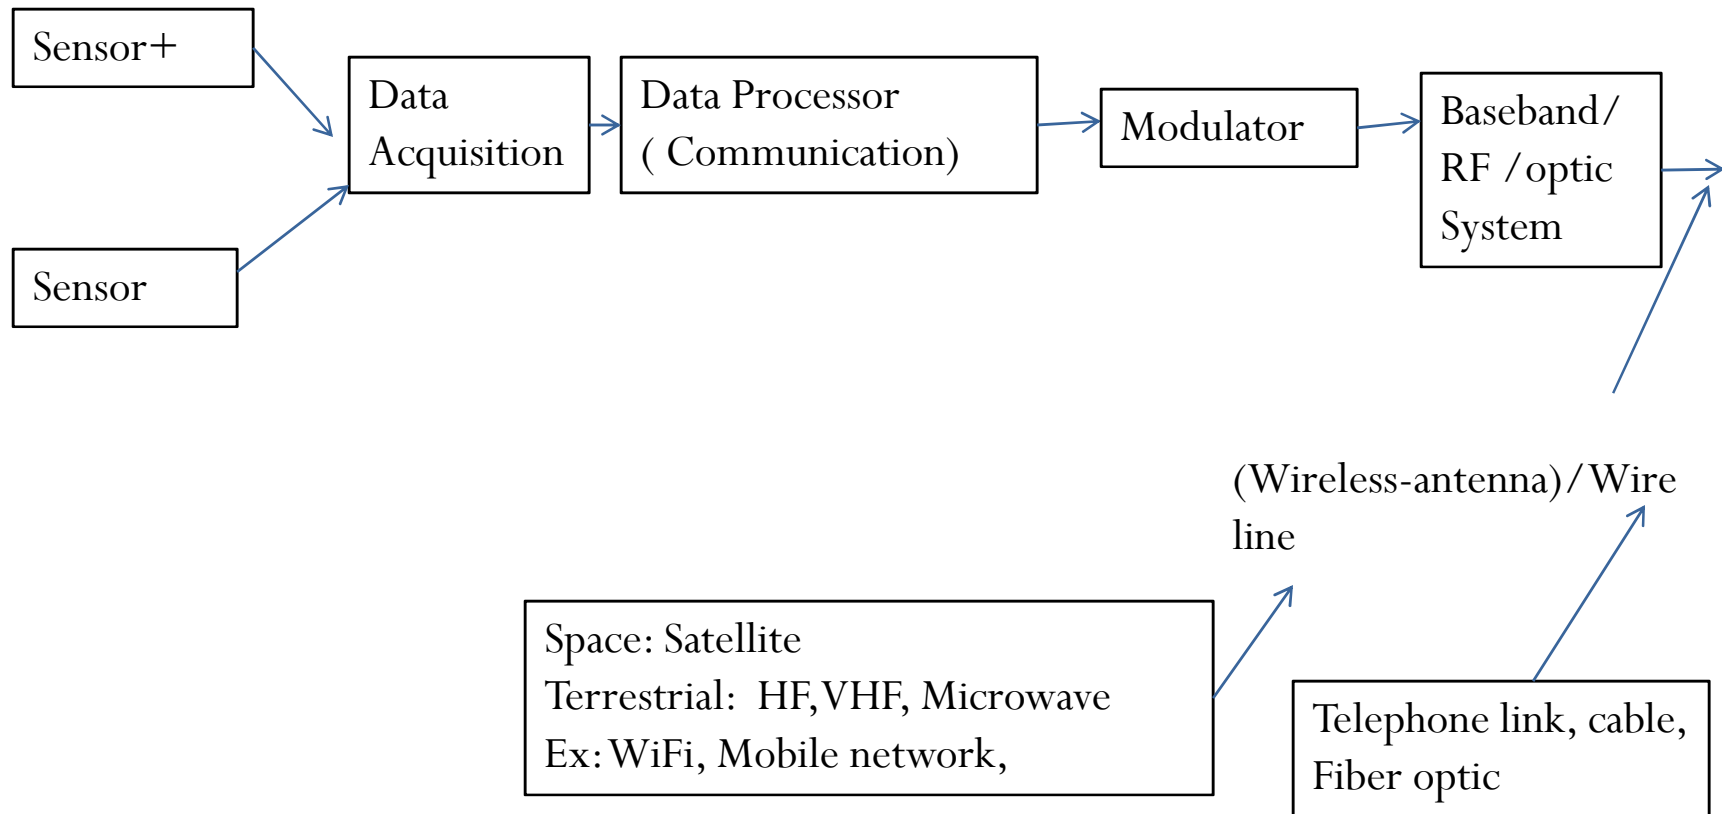 Sensor+
Sensor
Data
Acquisition
Data Processor
( Communication)
Modulator
Baseband/
RF /optic
System
(Wireless-antenna)/Wire
line
Space: Satellite
Terrestrial:  HF,VHF, Microwave
Ex: WiFi, Mobile network,
Telephone link, cable,
Fiber optic